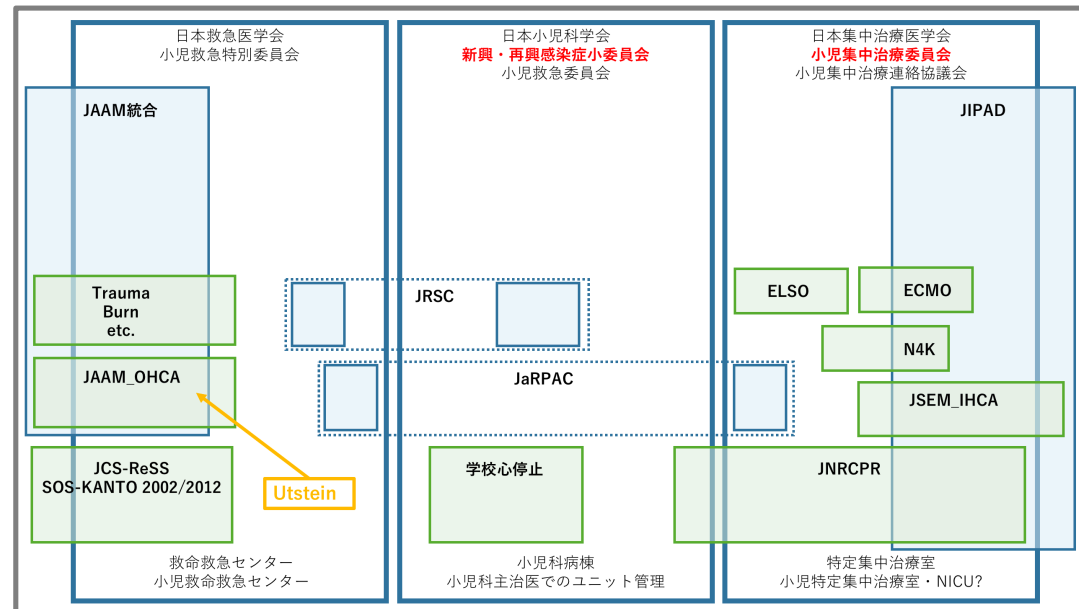 日本救急医学会
小児救急特別委員会
日本小児科学会
新興・再興感染症小委員会
小児救急委員会
日本集中治療医学会
小児集中治療委員会
小児集中治療連絡協議会
JAAM統合
JIPAD
Trauma
Burn
etc.
JRSC
ELSO
ECMO
N4K
JAAM_OHCA
JaRPAC
JSEM_IHCA
JCS-ReSS
SOS-KANTO 2002/2012
Utstein
学校心停止
JNRCPR
救命救急センター
小児救命救急センター
小児科病棟
小児科主治医でのユニット管理
特定集中治療室
小児特定集中治療室・NICU?